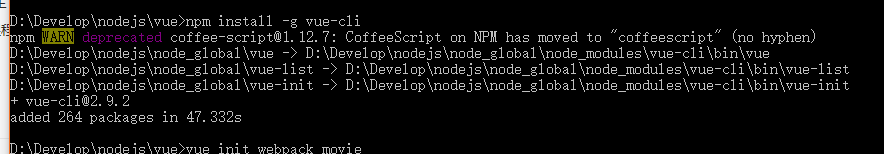 D:\Develop\nodejs\vue>npm install -g vue-cli
npm WARN deprecated coffee-script@1.12.7: CoffeeScript on NPM has moved to "coffeescript" (no hyphen)
D:\Develop\nodejs\node_global\vue -> D:\Develop\nodejs\node_global\node_modules\vue-cli\bin\vue
D:\Develop\nodejs\node_global\vue-list -> D:\Develop\nodejs\node_global\node_modules\vue-cli\bin\vue-list
D:\Develop\nodejs\node_global\vue-init -> D:\Develop\nodejs\node_global\node_modules\vue-cli\bin\vue-init
+ vue-cli@2.9.2
added 264 packages in 47.332s
D:\Develop\nodejs\vue>vue init webpack movie